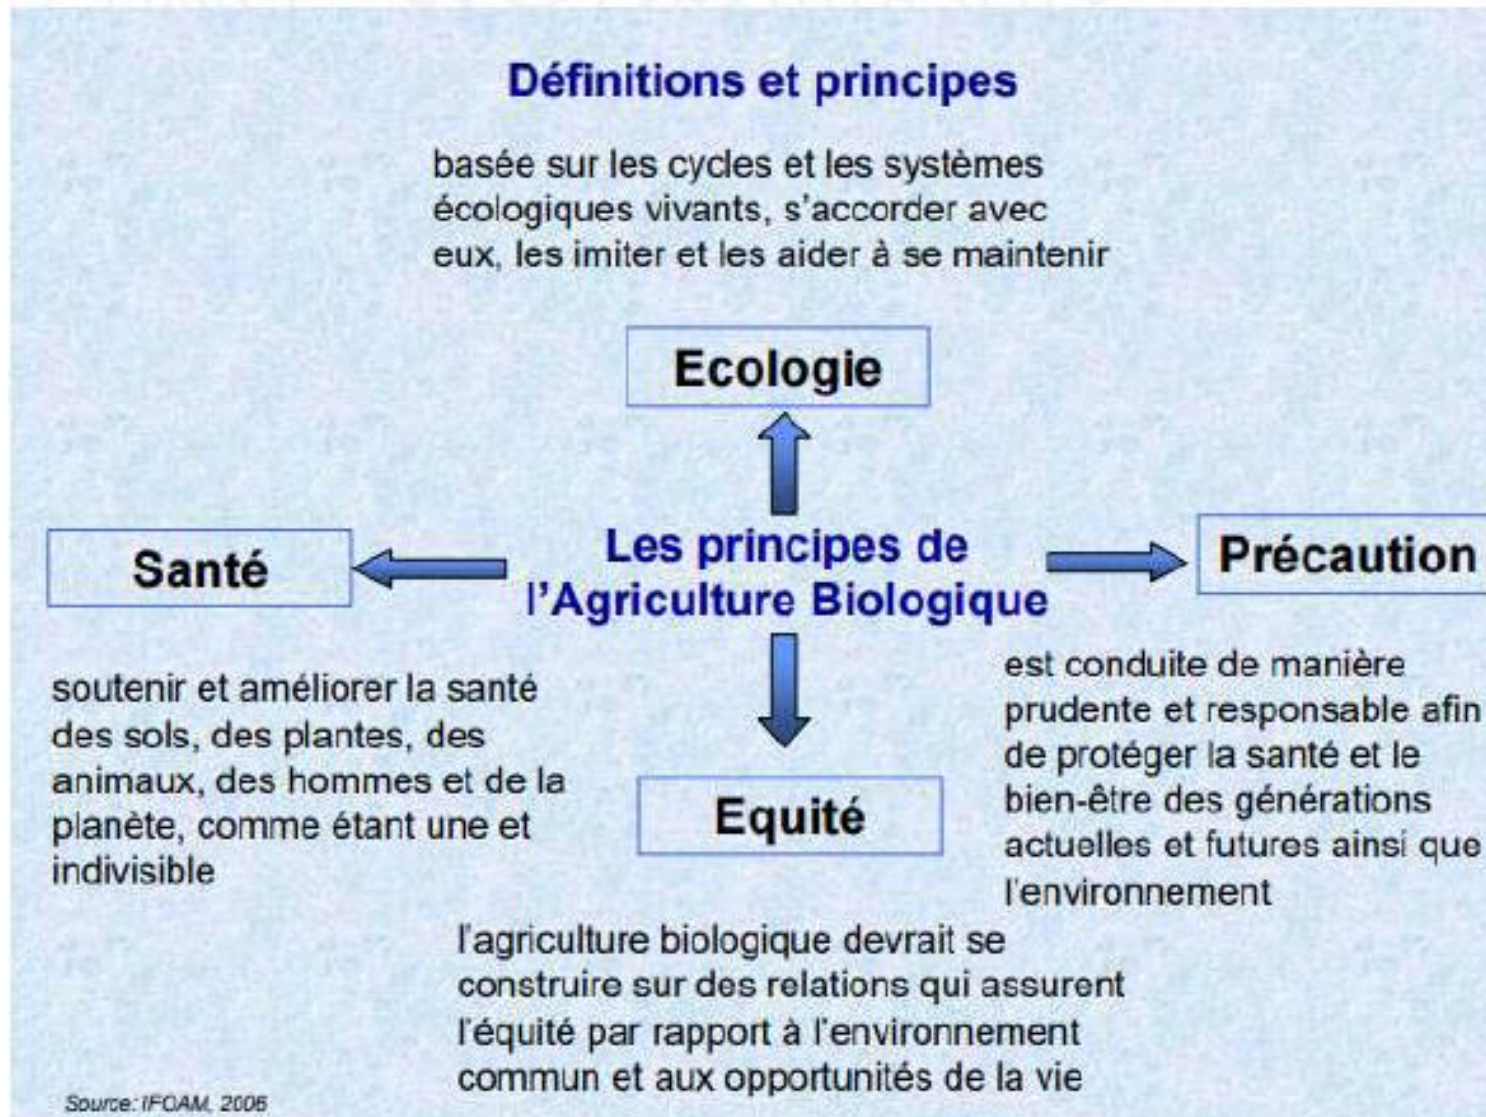 Définitions et principes
basée sur les cycles et les systèmes
écologiques vivants, s'accorder avec
eux, les imiter et les aider à se maintenir
Ecologie
Santé
Les principes de
l'Agriculture Biologique
Précaution
soutenir et améliorer la santé
des sols, des plantes, des
animaux, des hommes et de la
planète, comme étant une et
indivisible
Equité
est conduite de manière
prudente et responsable afin
de protéger la santé et le
bien-être des générations
actuelles et futures ainsi que
l'environnement
l'agriculture biologique devrait se
construire sur des relations qui assurent
l'équité par rapport à l'environnement
commun et aux opportunités de la vie
Source: IFOAM, 2006